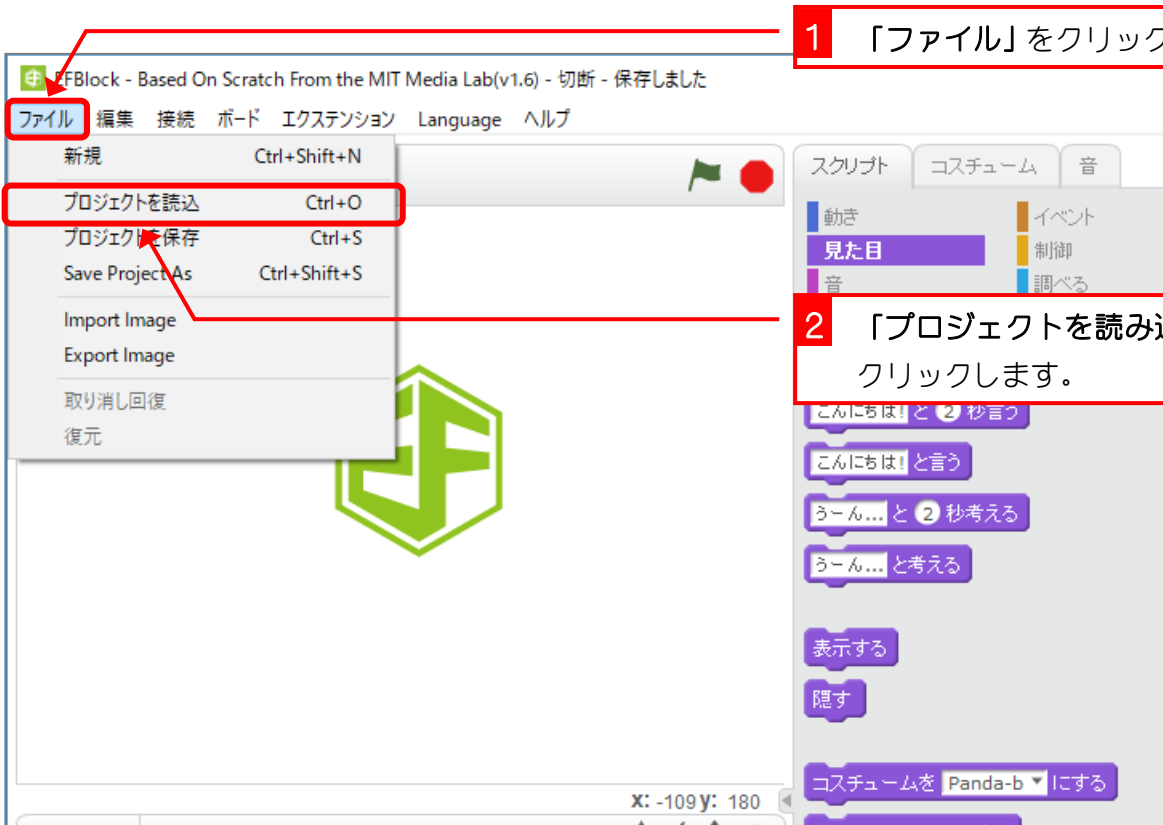 1 「ファイル」をクリック
EFBlock - Based On Scratch From the MIT Media Lab(v1.6) - 切断 - 保存しました
ファイル 編集 接続 ボード エクステンション Language ヘルプ
新規 Ctrl+Shift+N
プロジェクトを読込 Ctrl+O
プロジェクトを保存 Ctrl+S
Save Project As Ctrl+Shift+S
Import Image
Export Image
取り消し回復
復元
スクリプト コスチューム 音
動き イベント
見た目 制御
音 調べる
2 「プロジェクトを読み込
クリックします。
こんにちは! と 2 秒言う
こんにちは! と言う
うーん... と 2 秒考える
うーん... と考える
表示する
隠す
コスチュームを Panda-b にする
EF
X: -109 y: 180